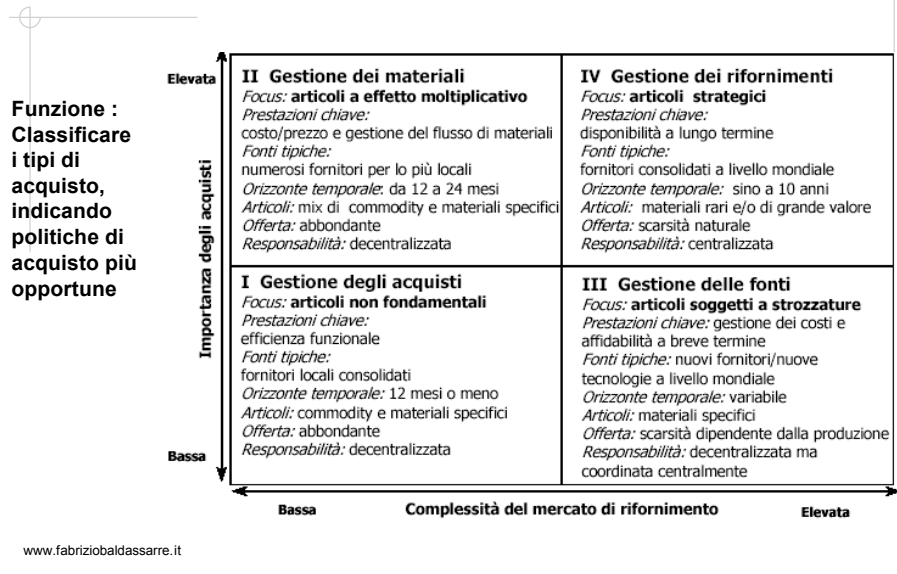 Funzione :
Classificare
i tipi di
acquisto,
indicando
politiche di
acquisto più
opportune
Elevata
Importanza degli acquisti
Bassa
II Gestione dei materiali
Focus: articoli a effetto moltiplicativo
Prestazioni chiave:
costo/prezzo e gestione del flusso di materiali
Fonti tipiche:
numerosi fornitori per lo più locali
Orizzonte temporale: da 12 a 24 mesi
Articoli: mix di commodity e materiali specifici
Offerta: abbondante
Responsabilità: decentralizzata
IV Gestione dei rifornimenti
Focus: articoli strategici
Prestazioni chiave:
disponibilità a lungo termine
Fonti tipiche:
fornitori consolidati a livello mondiale
Orizzonte temporale: sino a 10 anni
Articoli: materiali rari e/o di grande valore
Offerta: scarsità naturale
Responsabilità: centralizzata
I Gestione degli acquisti
Focus: articoli non fondamentali
Prestazioni chiave:
efficienza funzionale
Fonti tipiche:
fornitori locali consolidati
Orizzonte temporale: 12 mesi o meno
Articoli: commodity e materiali specifici
Offerta: abbondante
Responsabilità: decentralizzata
III Gestione delle fonti
Focus: articoli soggetti a strozzature
Prestazioni chiave: gestione dei costi e
affidabilità a breve termine
Fonti tipiche: nuovi fornitori/nuove
tecnologie a livello mondiale
Orizzonte temporale: variabile
Articoli: materiali specifici
Offerta: scarsità dipendente dalla produzione
Responsabilità: decentralizzata ma
coordinata centralmente
Bassa
Complessità del mercato di rifornimento
Elevata
www.fabriziobaldassarre.it